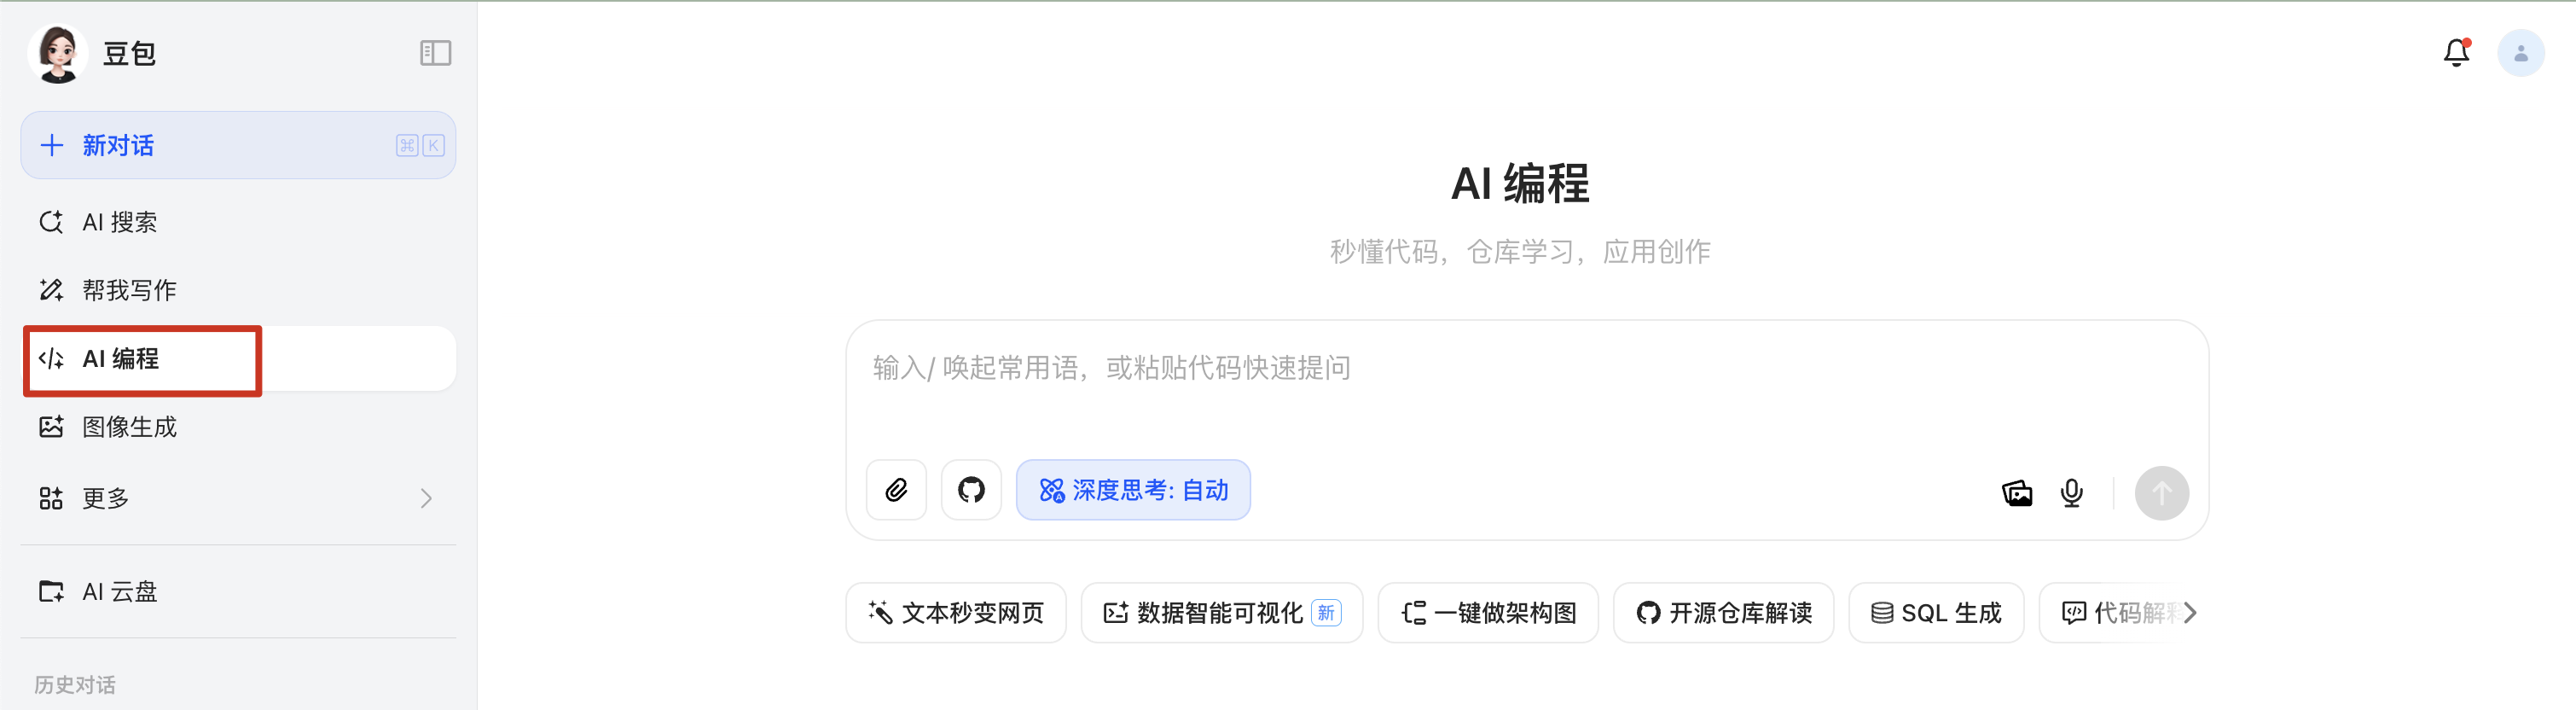 豆包
新对话
⌘ K
AI 搜索
帮我写作
AI 编程
图像生成
更多
AI 云盘
历史对话
AI 编程
秒懂代码，仓库学习，应用创作
输入/ 唤起常用语，或粘贴代码快速提问
深度思考: 自动
文本秒变网页
数据智能可视化 新
一键做架构图
开源仓库解读
SQL 生成
代码解释